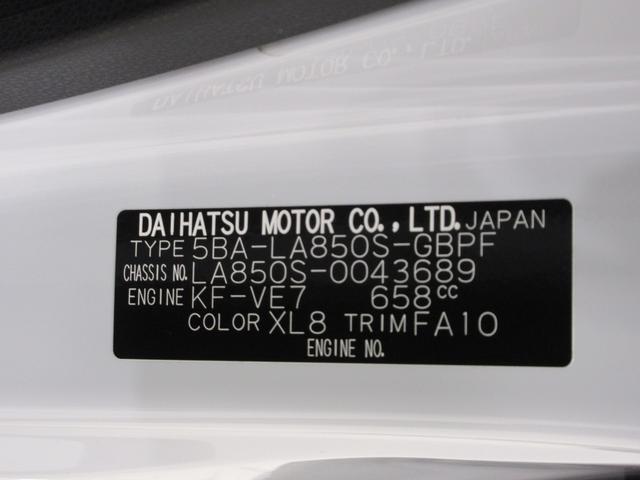 DAIHATSU MOTOR CO.,LTD. JAPAN
TYPE 5BA-LA850S-GBPF
CHASSIS NO. LA850S-0043689
ENGINE KF-VE7 658cc
COLOR XL8 TRIM FA10
ENGINE NO.